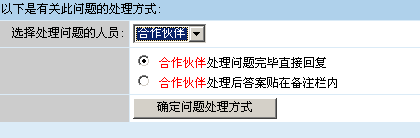 以下是有关此问题的处理方式:
选择处理问题的人员: 合作伙伴
合作伙伴处理问题完毕直接回复
合作伙伴处理后答案贴在备注栏内
确定问题处理方式